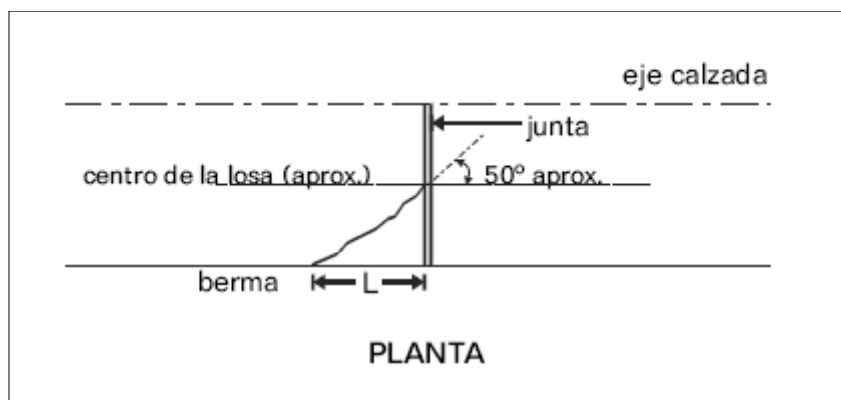 eje calzada
junta
centro de la losa (aprox.)
50º aprox.
berma
L
PLANTA